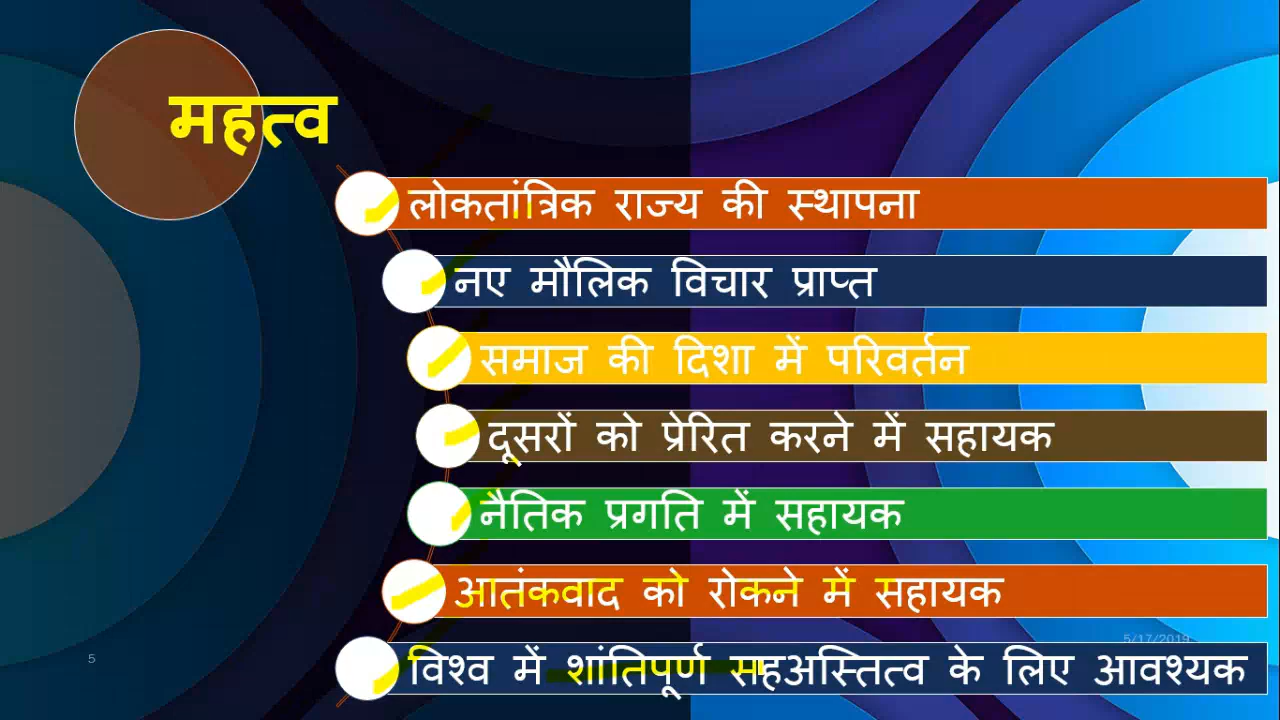 महत्व
लोकतांत्रिक राज्य की स्थापना
नए मौलिक विचार प्राप्त
समाज की दिशा में परिवर्तन
दूसरों को प्रेरित करने में सहायक
नैतिक प्रगति में सहायक
आतंकवाद को रोकने में सहायक
5/17/2019
5
विश्व में शांतिपूर्ण सहअस्तित्व के लिए आवश्यक